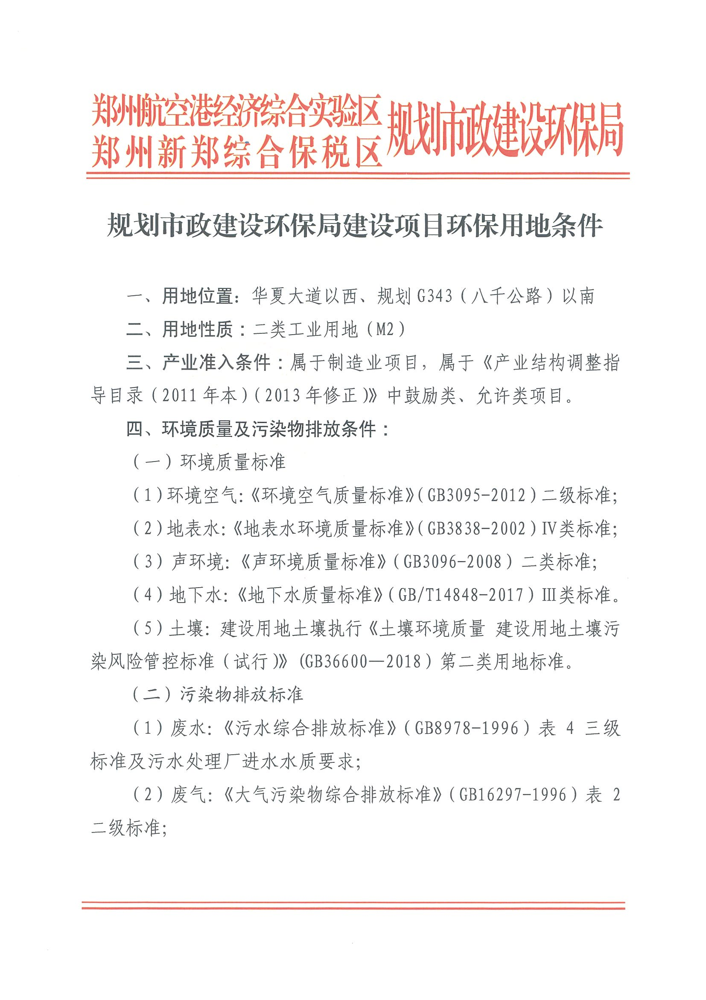 郑州航空港经济综合实验区
郑州新郑综合保税区
规划市政建设环保局
规划市政建设环保局建设项目环保用地条件
一、用地位置：华夏大道以西、规划G343（八千公路）以南
二、用地性质：二类工业用地（M2）
三、产业准入条件：属于制造业项目，属于《产业结构调整指
导目录（2011年本）（2013年修正）》中鼓励类、允许类项目。
四、环境质量及污染物排放条件：
（一）环境质量标准
（1）环境空气：《环境空气质量标准》（GB3095-2012）二级标准；
（2）地表水：《地表水环境质量标准》（GB3838-2002）Ⅳ类标准；
（3）声环境：《声环境质量标准》（GB3096-2008）二类标准；
（4）地下水：《地下水质量标准》（GB/T14848-2017）Ⅲ类标准。
（5）土壤：建设用地土壤执行《土壤环境质量 建设用地土壤污
染风险管控标准（试行）》(GB36600—2018）第二类用地标准。
（二）污染物排放标准
（1）废水：《污水综合排放标准》（GB8978-1996）表 4 三级
标准及污水处理厂进水水质要求；
（2）废气：《大气污染物综合排放标准》（GB16297-1996）表 2
二级标准；